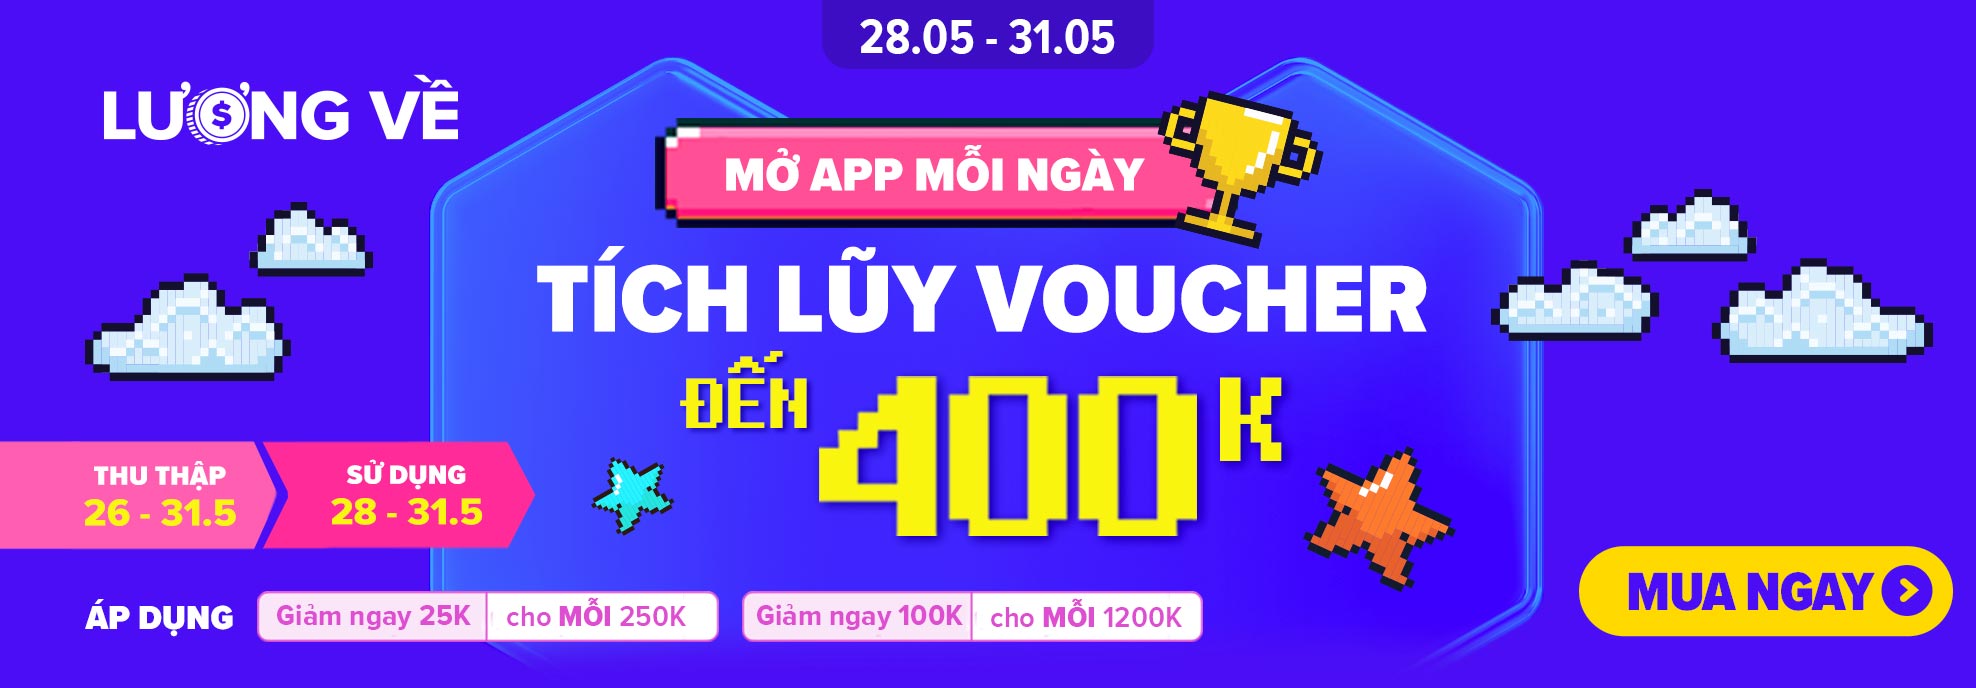 28.05 - 31.05
LƯƠNG VỀ
MỞ APP MỖI NGÀY
TÍCH LŨY VOUCHER
ĐẾN 400K
THU THẬP
26 - 31.5
SỬ DỤNG
28 - 31.5
ÁP DỤNG
Giảm ngay 25K cho MỖI 250K
Giảm ngay 100K cho MỖI 1200K
MUA NGAY